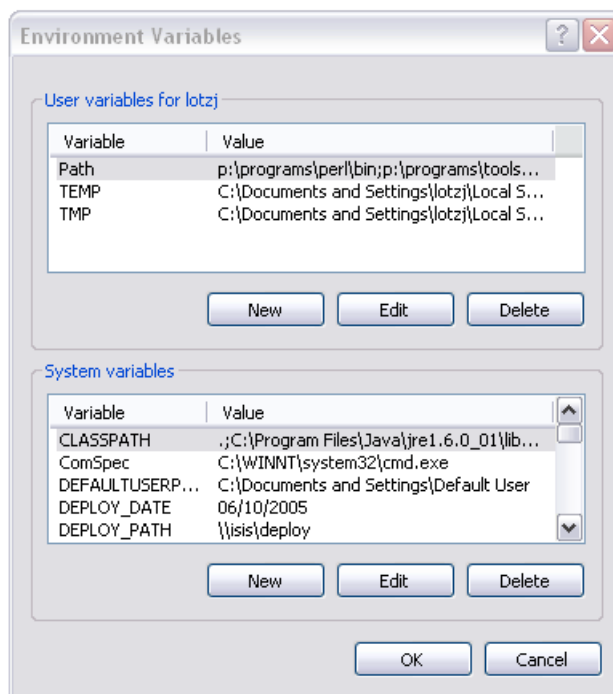 Environment Variables
User variables for lotzj
Variable Value
Path p:\programs\perl\bin;p:\programs\tools...
TEMP C:\Documents and Settings\lotzj\Local S...
TMP C:\Documents and Settings\lotzj\Local S...
New Edit Delete
System variables
Variable Value
CLASSPATH .;C:\Program Files\Java\jre1.6.0_01\lib...
ComSpec C:\WINNT\system32\cmd.exe
DEFAULTUSERP... C:\Documents and Settings\Default User
DEPLOY_DATE 06/10/2005
DEPLOY_PATH \\isis\deploy
New Edit Delete
OK Cancel